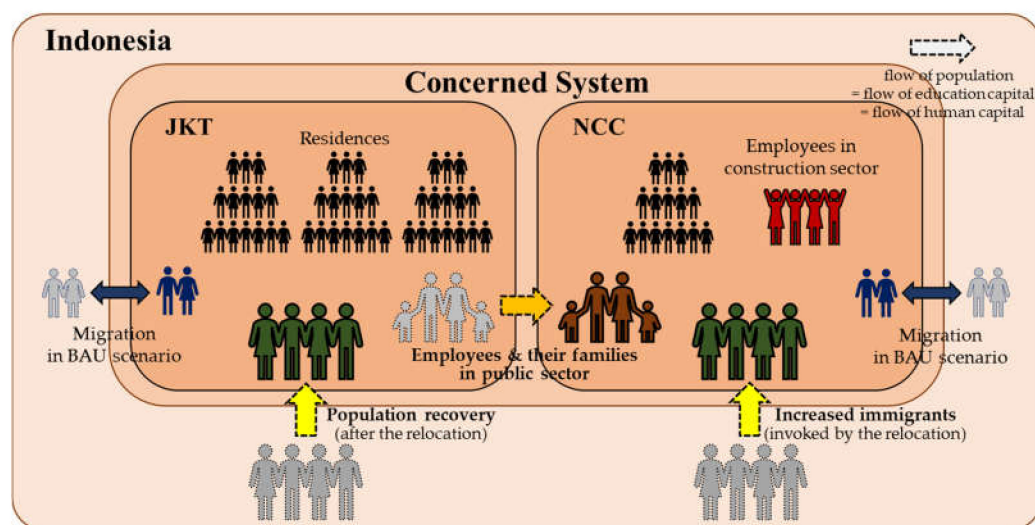 Indonesia
flow of population
= flow of education capital
= flow of human capital
Concerned System
JKT
Residences
NCC
Employees in
construction sector
Migration
in BAU scenario
Employees & their families
in public sector
Migration
in BAU scenario
Population recovery
(after the relocation)
Increased immigrants
(invoked by the relocation)